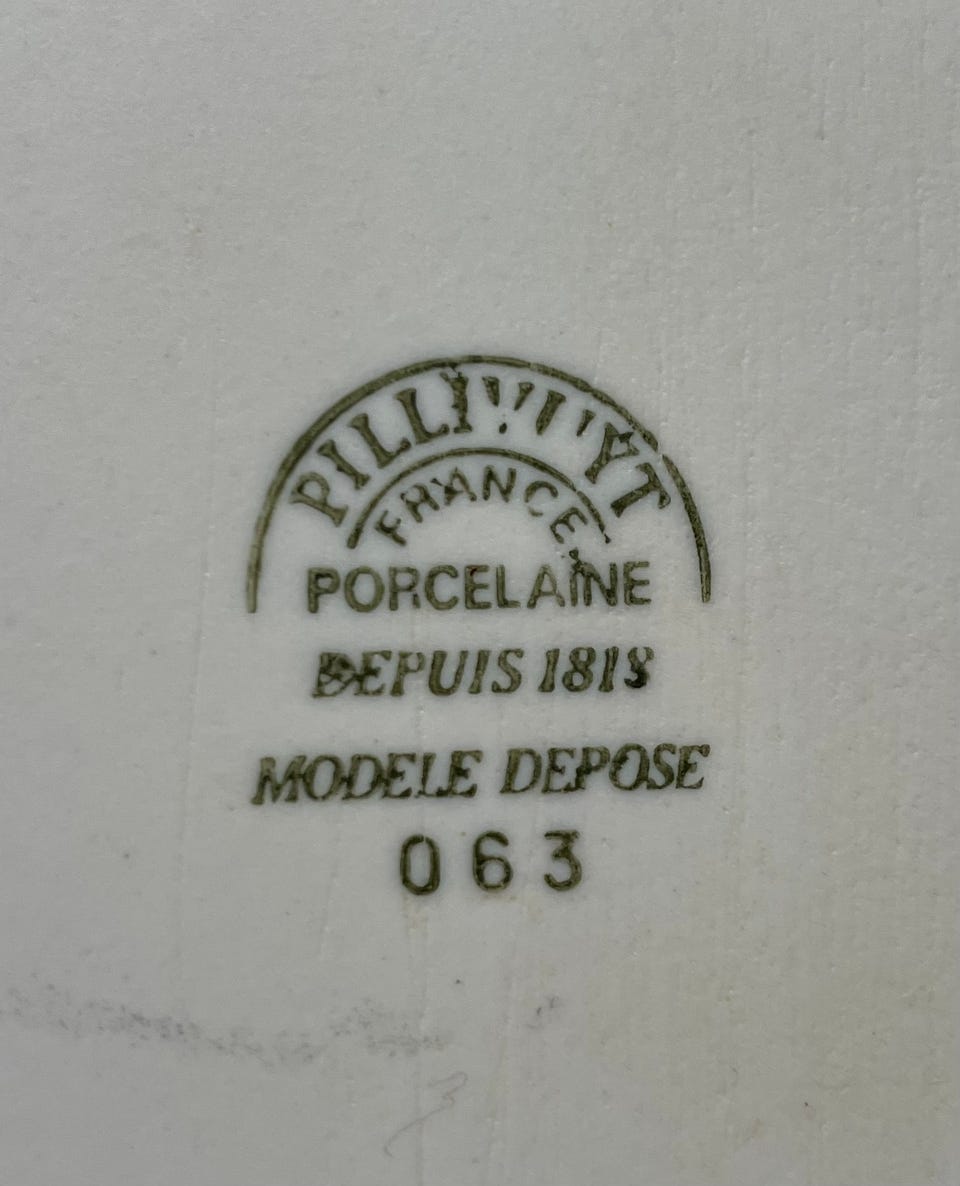 PILLIVUYT
FRANCE
PORCELAINE
DEPUIS 1818
MODELE DEPOSE
063